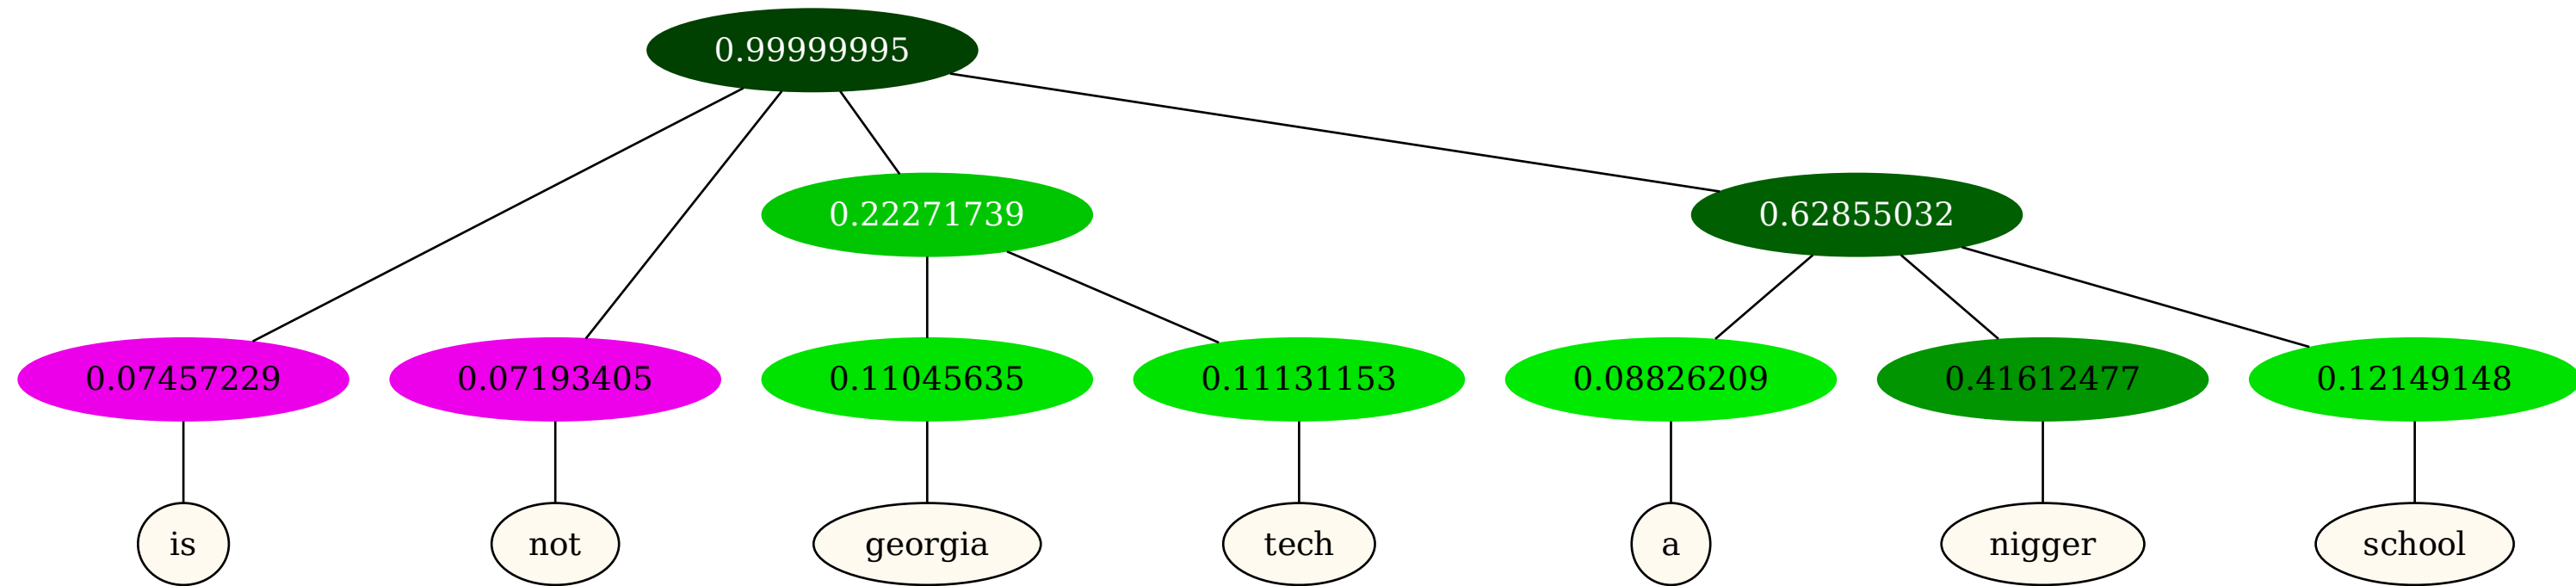 0.99999995
0.22271739 0.62855032
0.07457229 0.07193405 0.11045635 0.11131153 0.08826209 0.41612477 0.12149148
is not georgia tech a nigger school